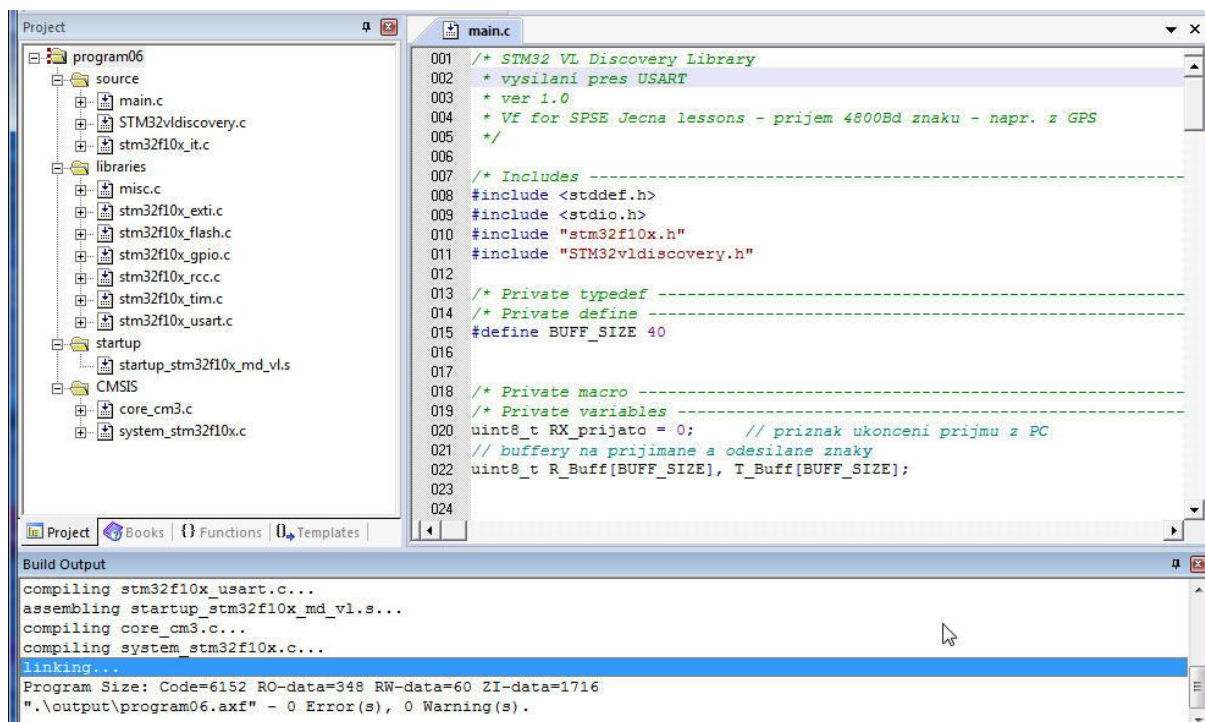 Project
program06
source
main.c
STM32vldiscovery.c
stm32f10x_it.c
libraries
misc.c
stm32f10x_exti.c
stm32f10x_flash.c
stm32f10x_gpio.c
stm32f10x_rcc.c
stm32f10x_tim.c
stm32f10x_usart.c
startup
startup_stm32f10x_md_vl.s
CMSIS
core_cm3.c
system_stm32f10x.c
Project Books {} Functions 0 Templates
main.c
001 /* STM32 VL Discovery Library
002 * vysilaní pres USART
003 * ver 1.0
004 * Vf for SPSE Jecna lessons - prijem 4800Bd znaku - napr. z GPS
005 */
006
007 /* Includes ------------------------------------------------------------
008 #include <stddef.h>
009 #include <stdio.h>
010 #include "stm32f10x.h"
011 #include "STM32vldiscovery.h"
012
013 /* Private typedef -----------------------------------------------------
014 /* Private define ------------------------------------------------------
015 #define BUFF_SIZE 40
016
017
018 /* Private macro -------------------------------------------------------
019 /* Private variables ---------------------------------------------------
020 uint8_t RX_prijato = 0; // priznak ukonceni prijmu z PC
021 // buffery na prijimane a odesilane znaky
022 uint8_t R_Buff[BUFF_SIZE], T_Buff[BUFF_SIZE];
023
024
Build Output
compiling stm32f10x_usart.c...
assembling startup_stm32f10x_md_vl.s...
compiling core_cm3.c...
compiling system_stm32f10x.c...
linking...
Program Size: Code=6152 RO-data=348 RW-data=60 ZI-data=1716
".\output\program06.axf" - 0 Error(s), 0 Warning(s).